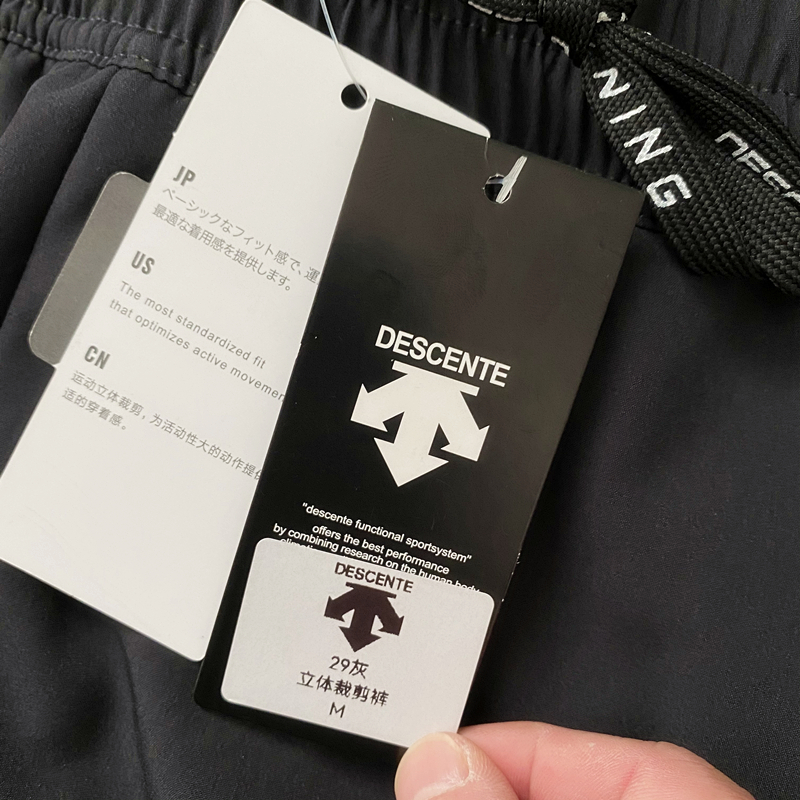 JP
ベーシックなフィット感で、運
最適な着用感を提供します。
US
The most standardized fit
that optimizes active movemen
CN
运动立体裁剪，为活动性大的动作提供
适的穿着感。
DESCENTE
"descente functional sportsystem"
offers the best performance
by combining research on the human body,
DESCENTE
29灰
立体裁剪裤
M
NING
DESC